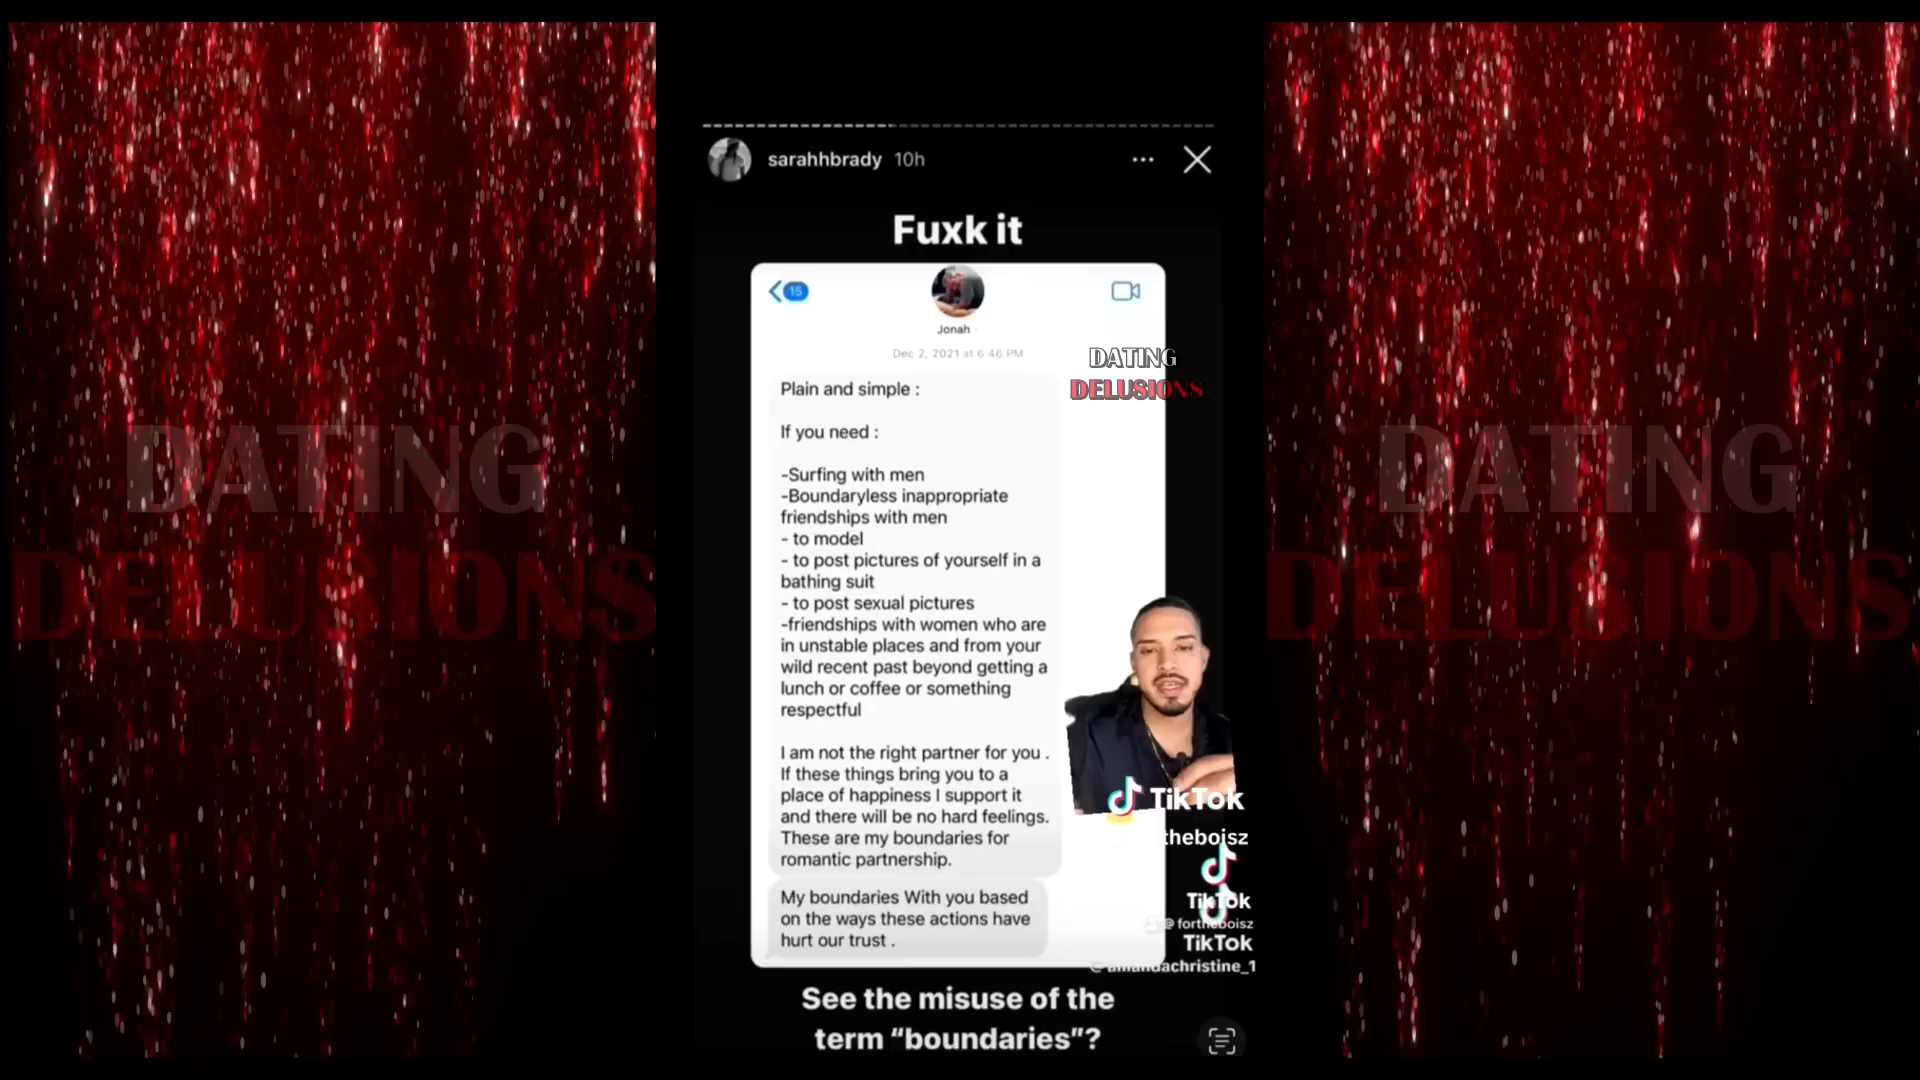 sarahhbrady 10h
Fuxk it
15
Jonah
Dec 2, 2021 at 6:46 PM
DATING
DELUSIONS
Plain and simple :
If you need :
-Surfing with men
-Boundaryless inappropriate
friendships with men
- to model
- to post pictures of yourself in a
bathing suit
- to post sexual pictures
-friendships with women who are
in unstable places and from your
wild recent past beyond getting a
lunch or coffee or something
respectful
I am not the right partner for you .
If these things bring you to a
place of happiness I support it
and there will be no hard feelings.
These are my boundaries for
romantic partnership.
My boundaries With you based
on the ways these actions have
hurt our trust .
See the misuse of the
term “boundaries”?
TikTok
theboisz
TikTok
@ fortheboisz
TikTok
@amandachristine_1
DATING
DELUSIONS
DATING
DELUSIONS